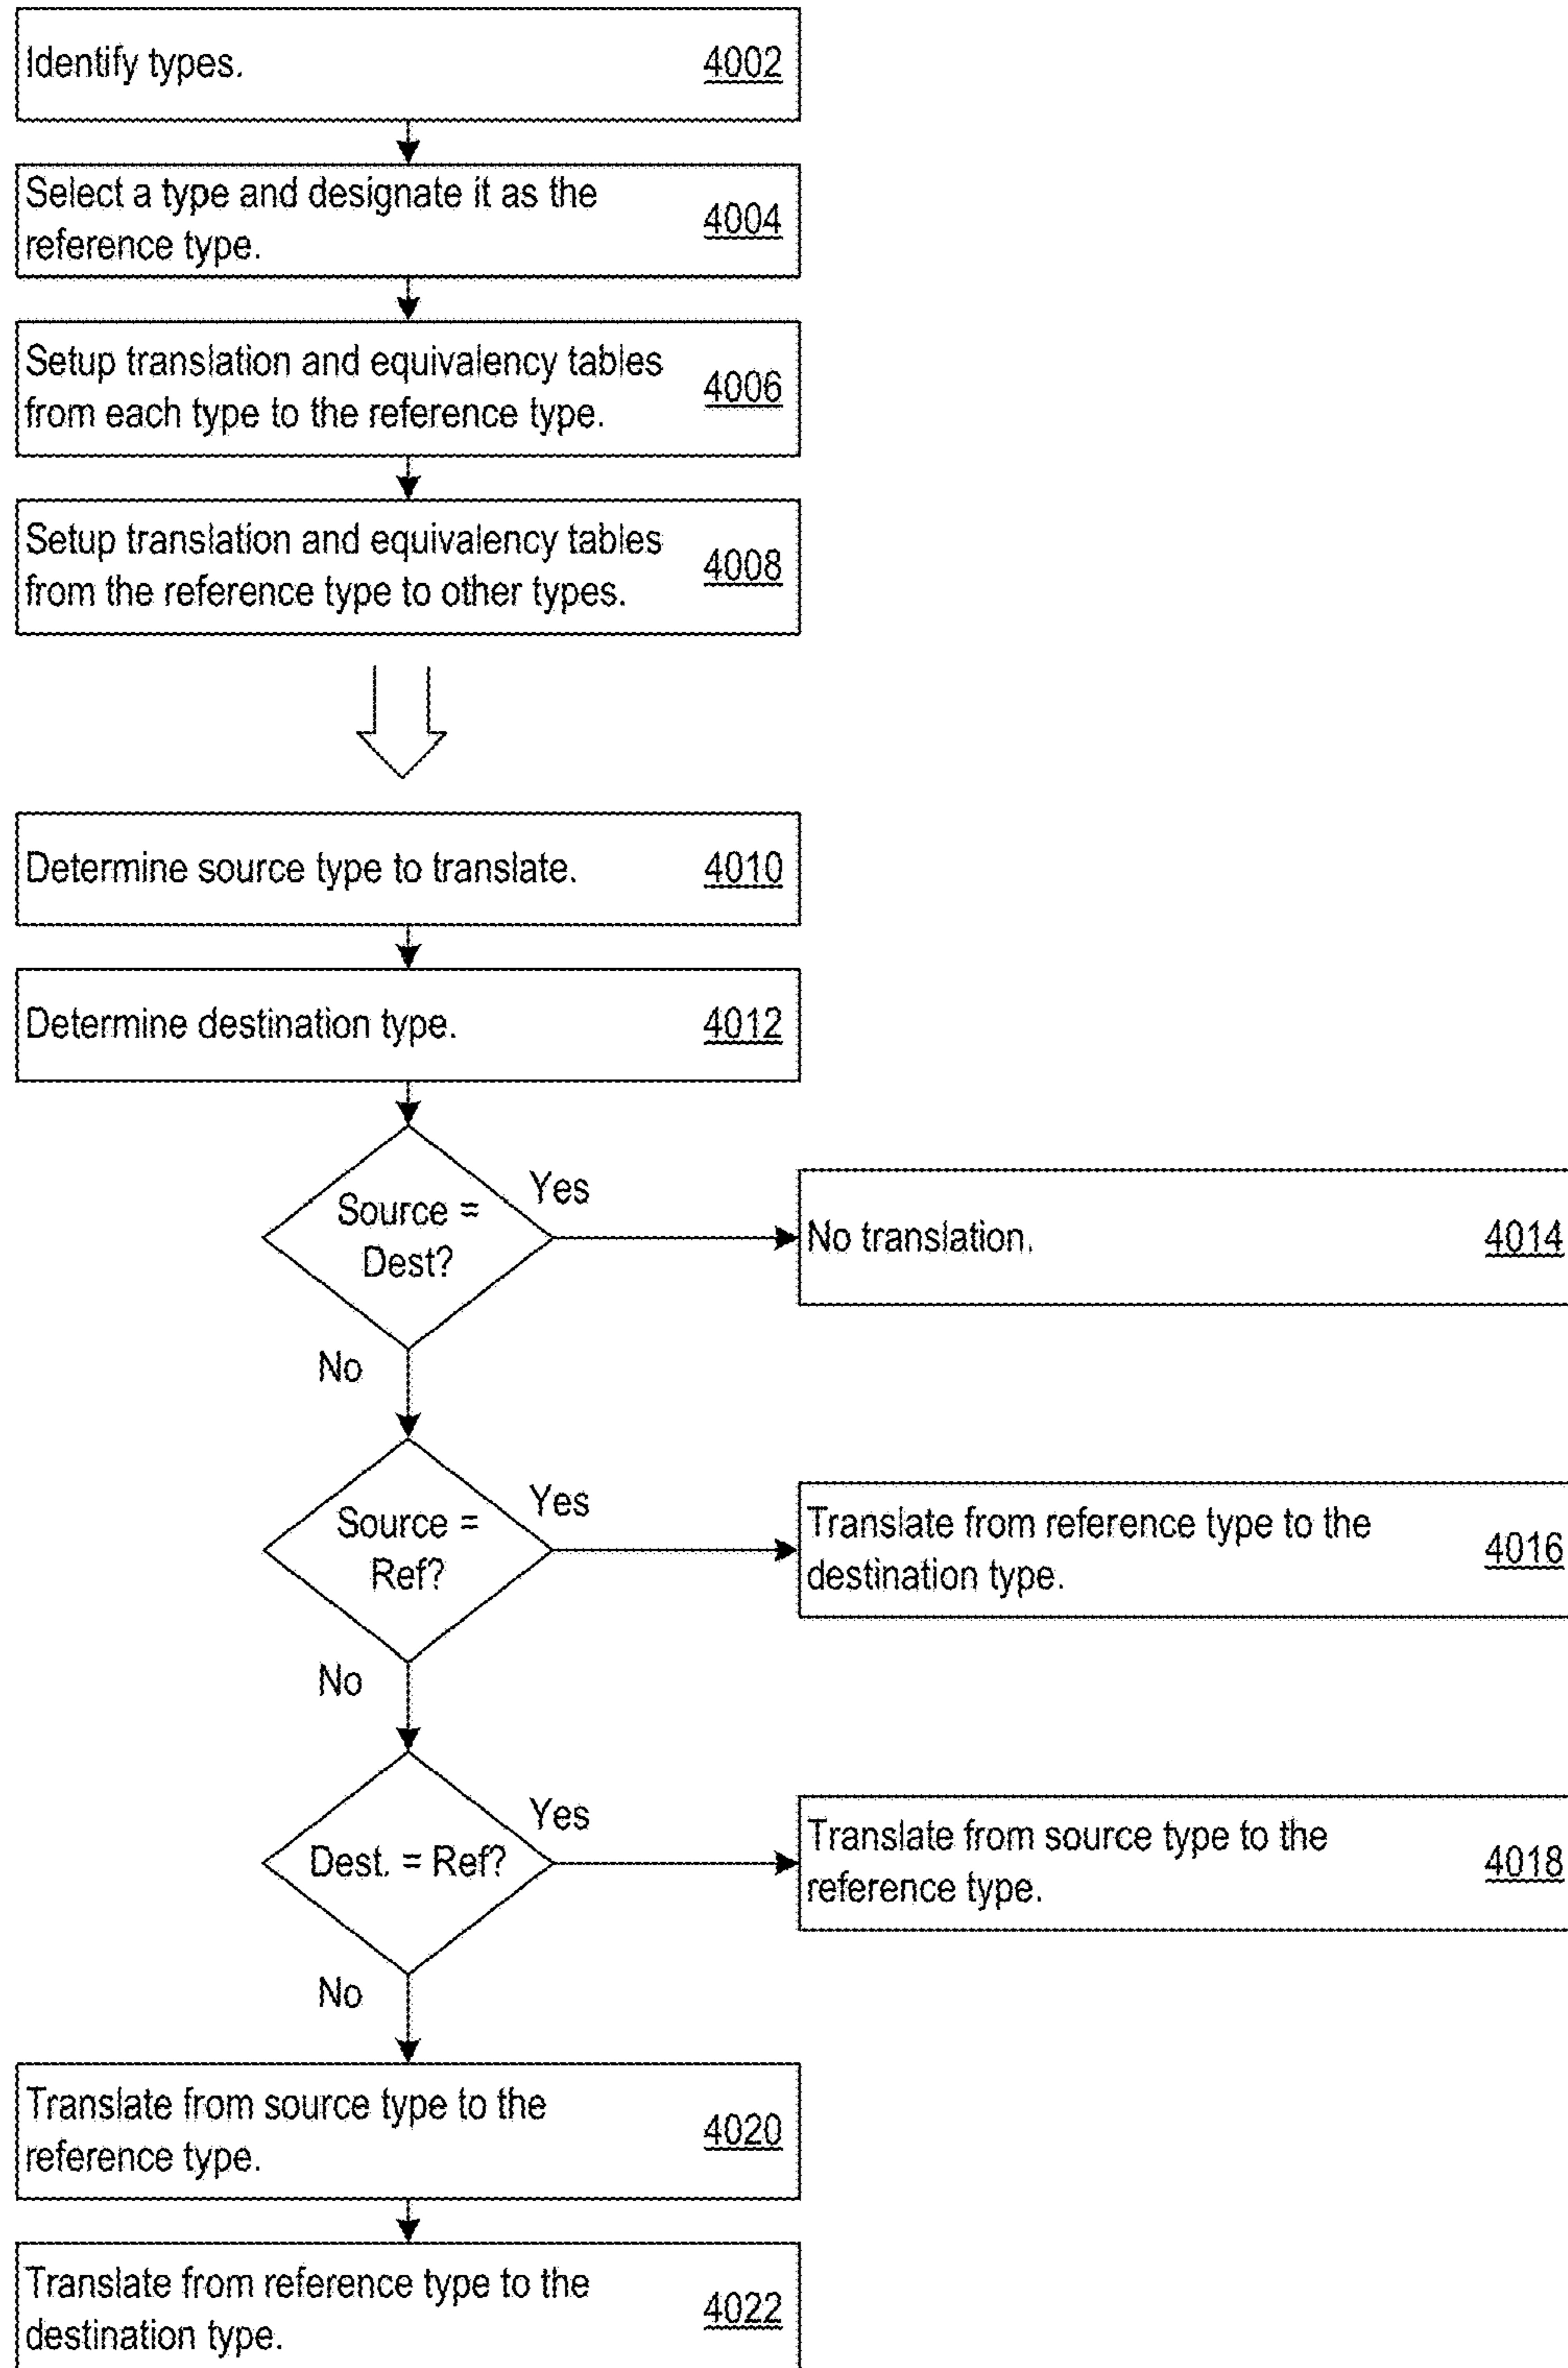 Identify types. 4002
Select a type and designate it as the
reference type. 4004
Setup translation and equivalency tables
from each type to the reference type. 4006
Setup translation and equivalency tables
from the reference type to other types. 4008
Determine source type to translate. 4010
Determine destination type. 4012
Source =
Dest?
Yes
No translation. 4014
No
Source =
Ref?
Yes
Translate from reference type to the
destination type. 4016
No
Dest. = Ref?
Yes
Translate from source type to the
reference type. 4018
No
Translate from source type to the
reference type. 4020
Translate from reference type to the
destination type. 4022